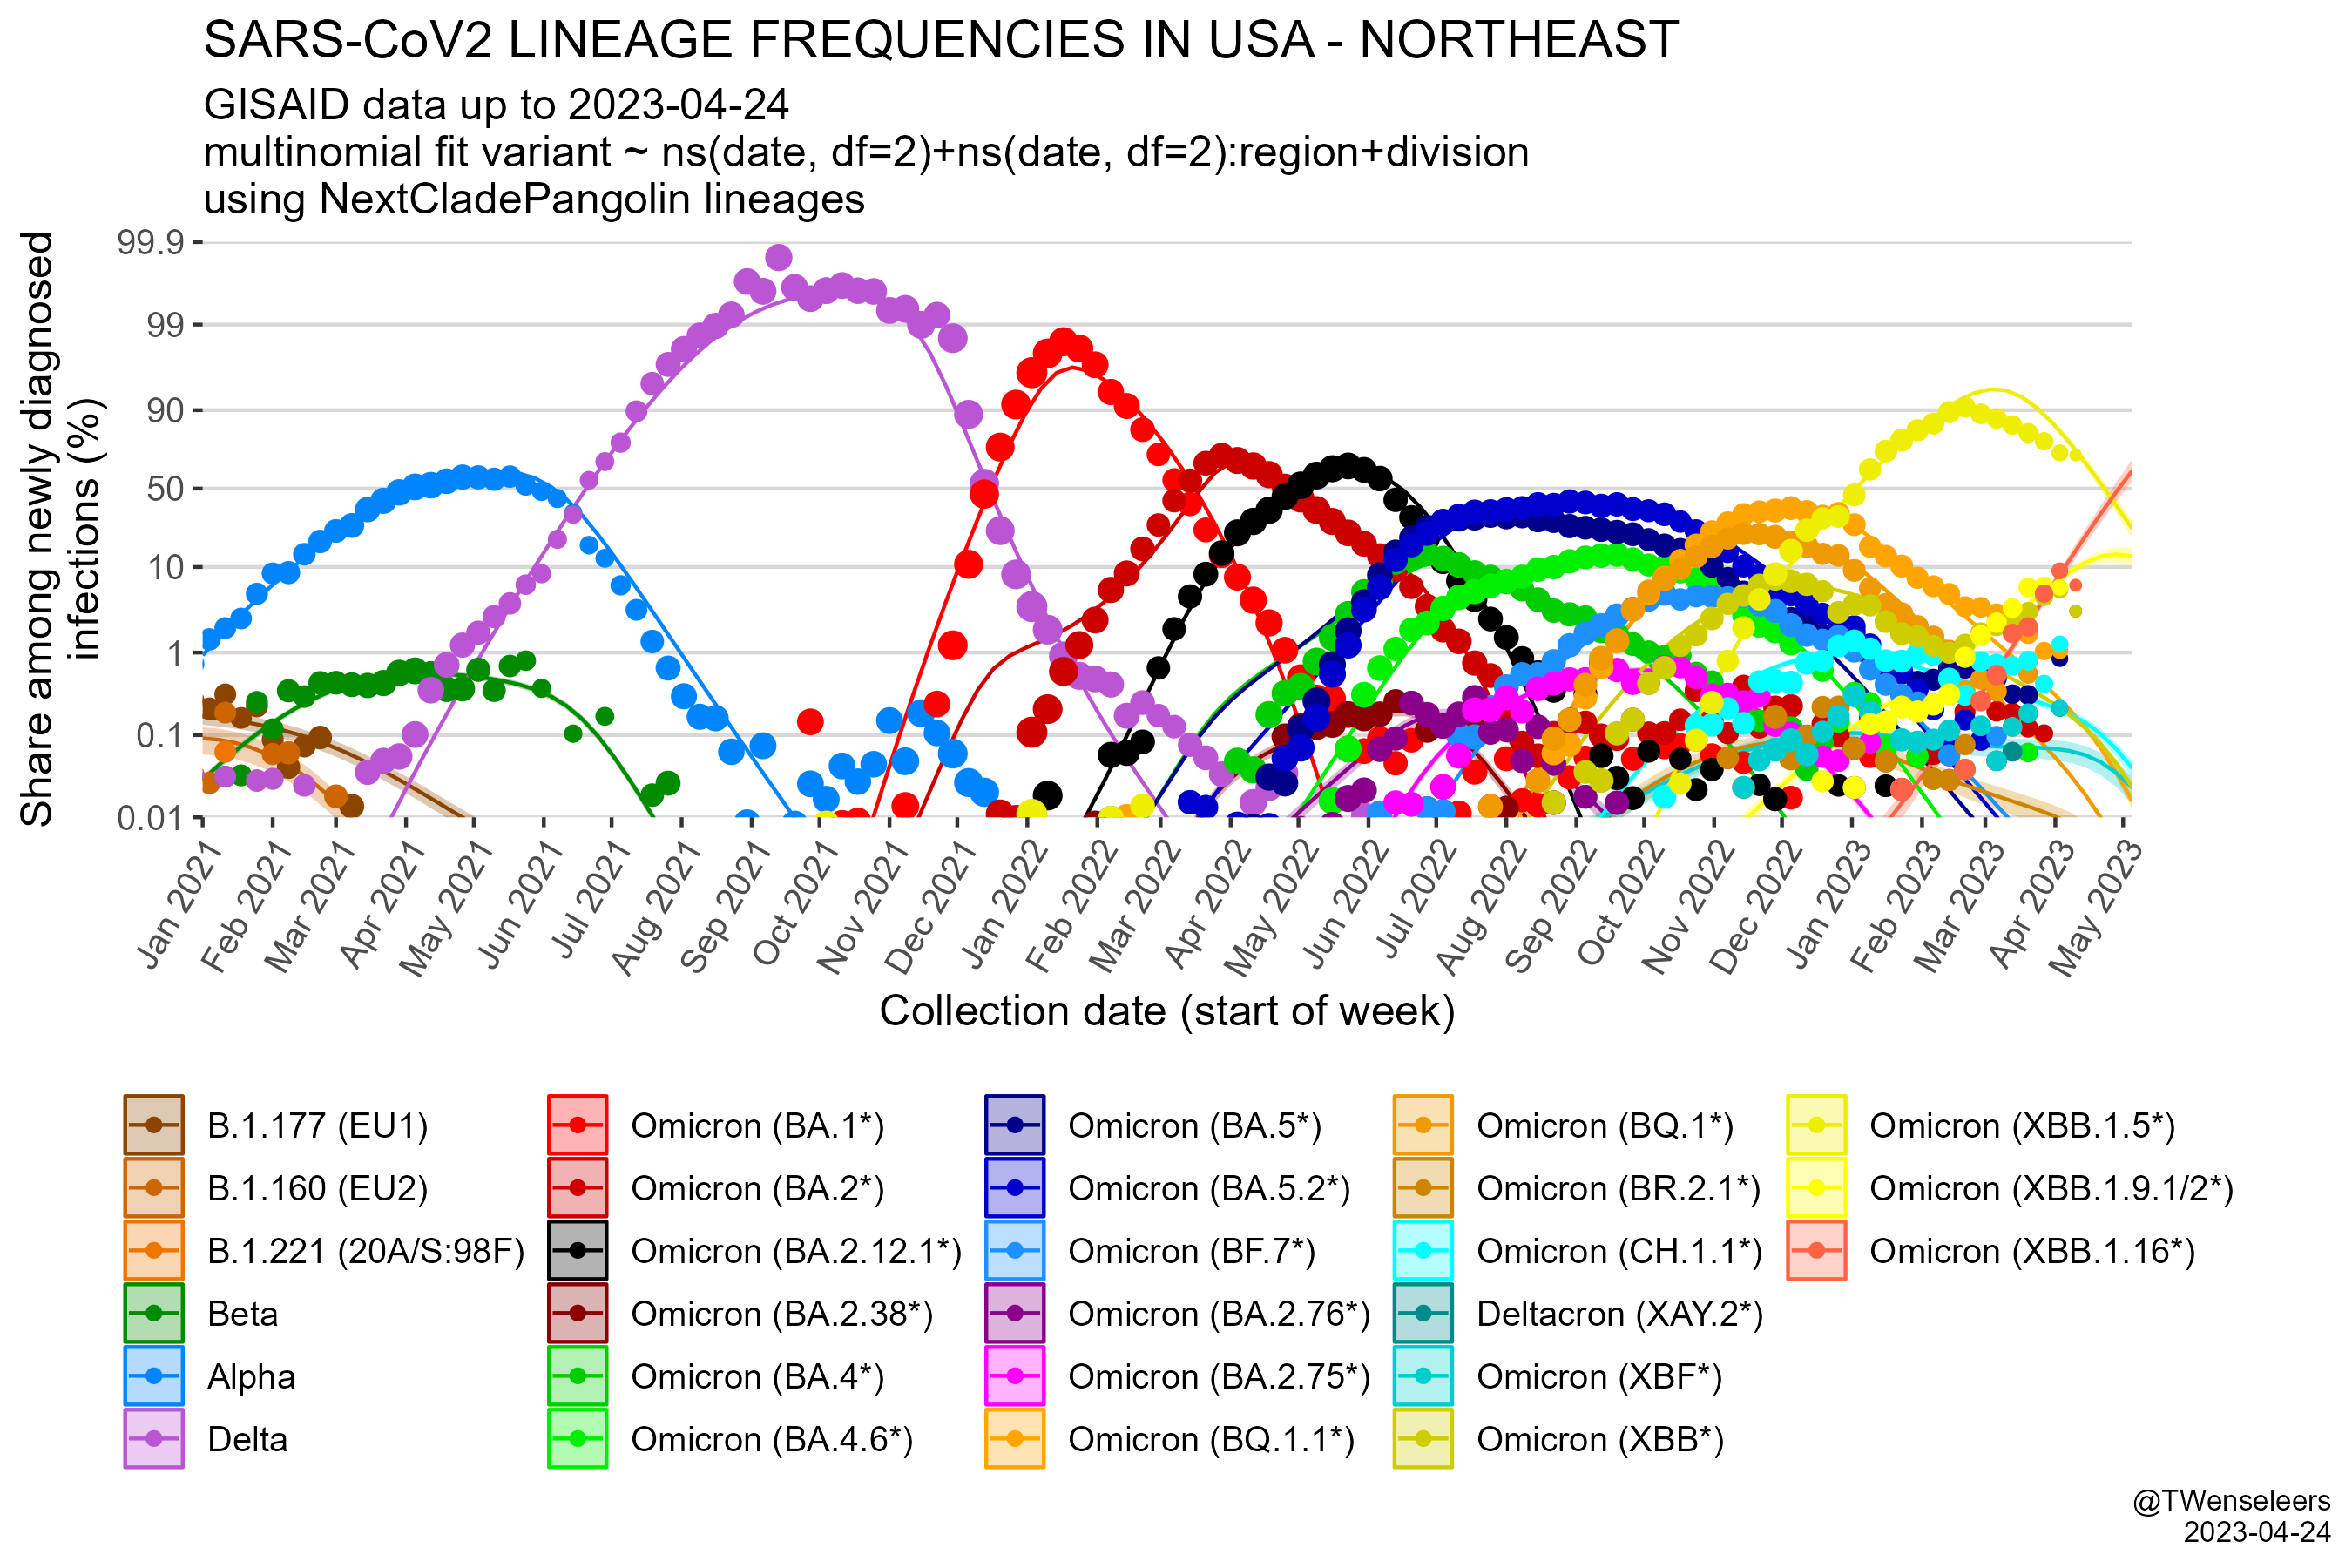 SARS-CoV2 LINEAGE FREQUENCIES IN USA - NORTHEAST
GISAID data up to 2023-04-24
multinomial fit variant ~ ns(date, df=2)+ns(date, df=2):region+division
using NextCladePangolin lineages
Share among newly diagnosed
infections (%)
99.9
99
90
50
10
1
0.1
0.01
Jan 2021
Feb 2021
Mar 2021
Apr 2021
May 2021
Jun 2021
Jul 2021
Aug 2021
Sep 2021
Oct 2021
Nov 2021
Dec 2021
Jan 2022
Feb 2022
Mar 2022
Apr 2022
May 2022
Jun 2022
Jul 2022
Aug 2022
Sep 2022
Oct 2022
Nov 2022
Dec 2022
Jan 2023
Feb 2023
Mar 2023
Apr 2023
May 2023
Collection date (start of week)
B.1.177 (EU1)
B.1.160 (EU2)
B.1.221 (20A/S:98F)
Beta
Alpha
Delta
Omicron (BA.1*)
Omicron (BA.2*)
Omicron (BA.2.12.1*)
Omicron (BA.2.38*)
Omicron (BA.4*)
Omicron (BA.4.6*)
Omicron (BA.5*)
Omicron (BA.5.2*)
Omicron (BF.7*)
Omicron (BA.2.76*)
Omicron (BA.2.75*)
Omicron (BQ.1.1*)
Omicron (BQ.1*)
Omicron (BR.2.1*)
Omicron (CH.1.1*)
Deltacron (XAY.2*)
Omicron (XBF*)
Omicron (XBB*)
Omicron (XBB.1.5*)
Omicron (XBB.1.9.1/2*)
Omicron (XBB.1.16*)
@TWenseleers
2023-04-24